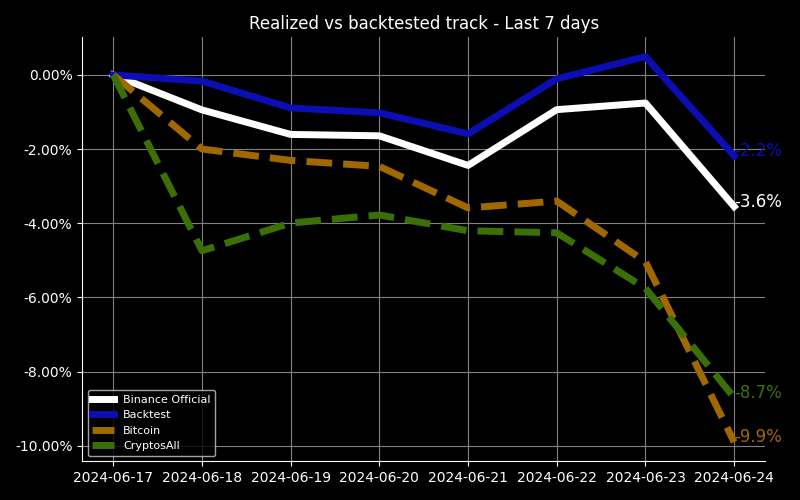 Realized vs backtested track - Last 7 days
0.00%
-2.00%
-4.00%
-6.00%
-8.00%
-10.00%
-2.2%
-3.6%
-8.7%
-9.9%
Binance Official
Backtest
Bitcoin
CryptosAll
2024-06-17 2024-06-18 2024-06-19 2024-06-20 2024-06-21 2024-06-22 2024-06-23 2024-06-24